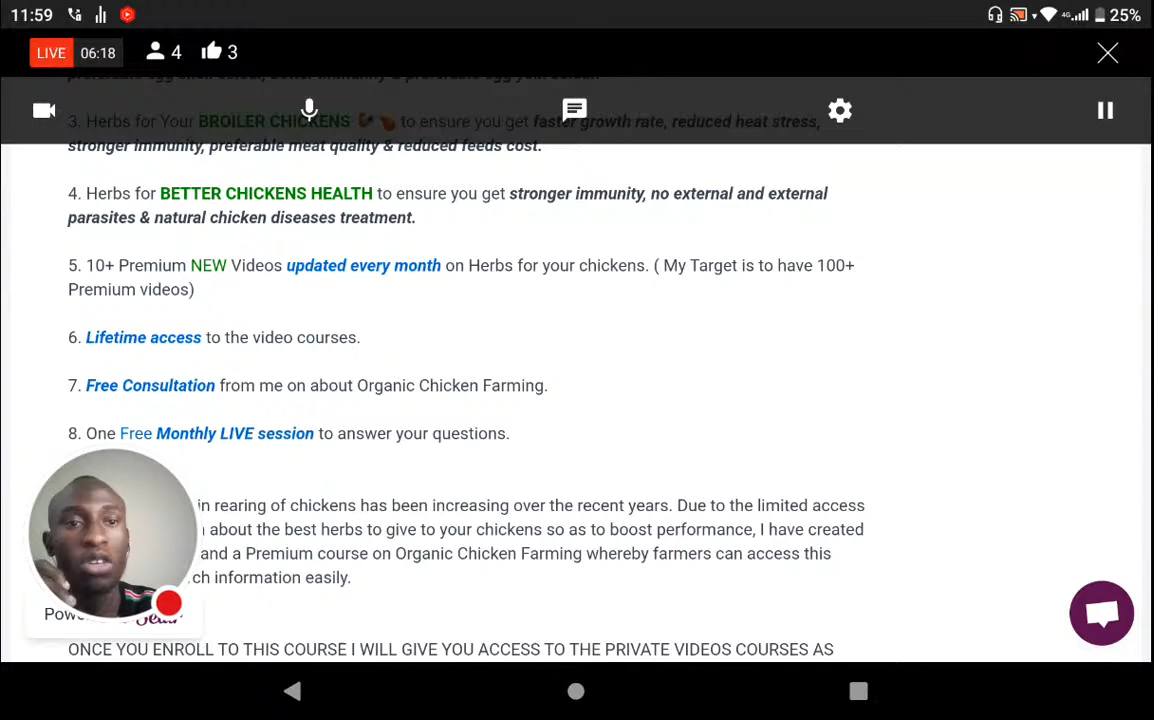 11:59
4G 25%
LIVE 06:18 4 3
3. Herbs for Your BROILER CHICKENS to ensure you get faster growth rate, reduced heat stress,
stronger immunity, preferable meat quality & reduced feeds cost.
4. Herbs for BETTER CHICKENS HEALTH to ensure you get stronger immunity, no external and external
parasites & natural chicken diseases treatment.
5. 10+ Premium NEW Videos updated every month on Herbs for your chickens. ( My Target is to have 100+
Premium videos)
6. Lifetime access to the video courses.
7. Free Consultation from me on about Organic Chicken Farming.
8. One Free Monthly LIVE session to answer your questions.
in rearing of chickens has been increasing over the recent years. Due to the limited access
about the best herbs to give to your chickens so as to boost performance, I have created
and a Premium course on Organic Chicken Farming whereby farmers can access this
information easily.
ONCE YOU ENROLL TO THIS COURSE I WILL GIVE YOU ACCESS TO THE PRIVATE VIDEOS COURSES AS